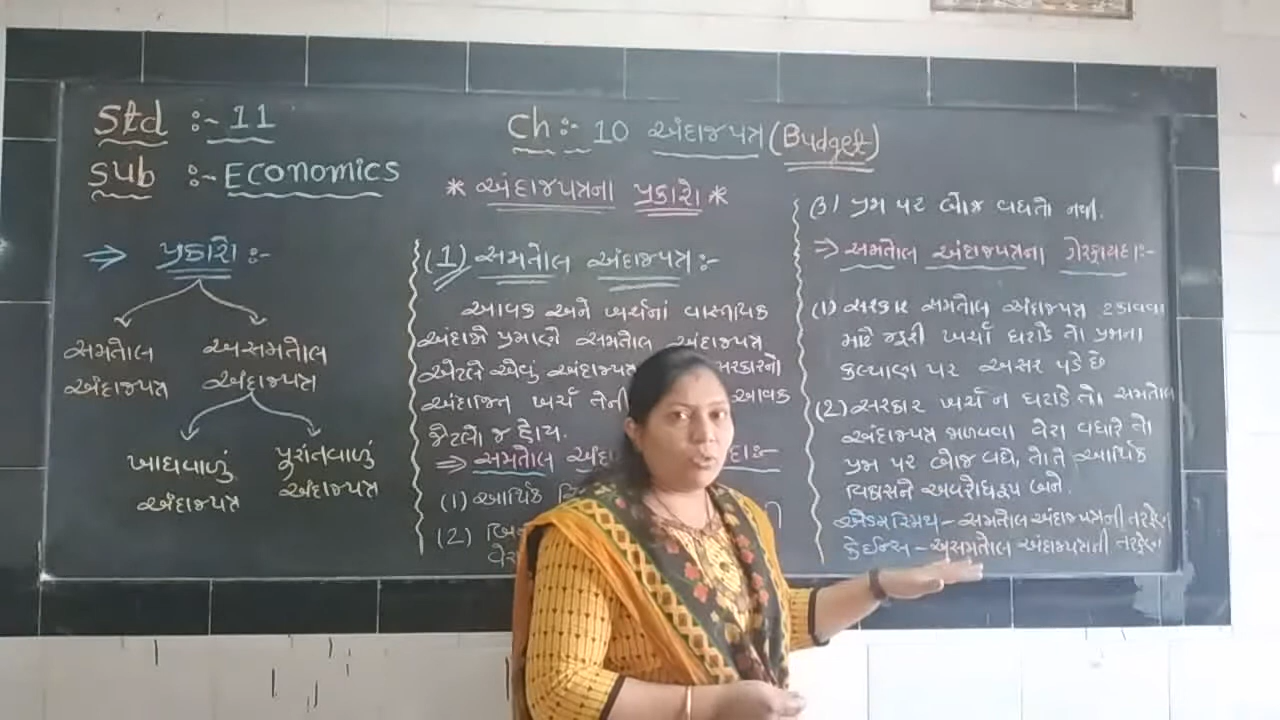 Std :- 11
Sub :- Economics
Ch :- 10 અંદાજપત્ર (Budget)
* અંદાજપત્રના પ્રકારો *
⇒ પ્રકારો :-
સમતોલ અંદાજપત્ર
અસમતોલ અંદાજપત્ર
ખાધવાળું અંદાજપત્ર
પુરાંતવાળું અંદાજપત્ર
(1) સમતોલ અંદાજપત્ર :-
આવક અને ખર્ચનાં વાસ્તવિક
અંદાજો પ્રમાણે સમતોલ અંદાજપત્ર
એટલે એવું અંદાજપત્ર સરકારનો
અંદાજીત ખર્ચ તેની આવક
જેટલો જ હોય.
⇒ સમતોલ
(1) આર્થિક
(2)
(3) પ્રજા પર બોજ વધતો નથી.
⇒ સમતોલ અંદાજપત્રના ગેરફાયદા :-
(1) સરકાર સમતોલ અંદાજપત્ર ટકાવવા
માટે જરૂરી ખર્ચા ઘટાડે તો પ્રજાના
કલ્યાણ પર અસર પડે છે
(2) સરકાર ખર્ચ ન ઘટાડે તો સમતોલ
અંદાજપત્ર જાળવવા વેરા વધારે તો
પ્રજા પર બોજ વધે, તો તે આર્થિક
વિકાસને અવરોધરૂપ બને.
એડમ સ્મિથ - સમતોલ અંદાજપત્રની તરફેણ
કેઈન્સ - અસમતોલ અંદાજપત્રની તરફેણ